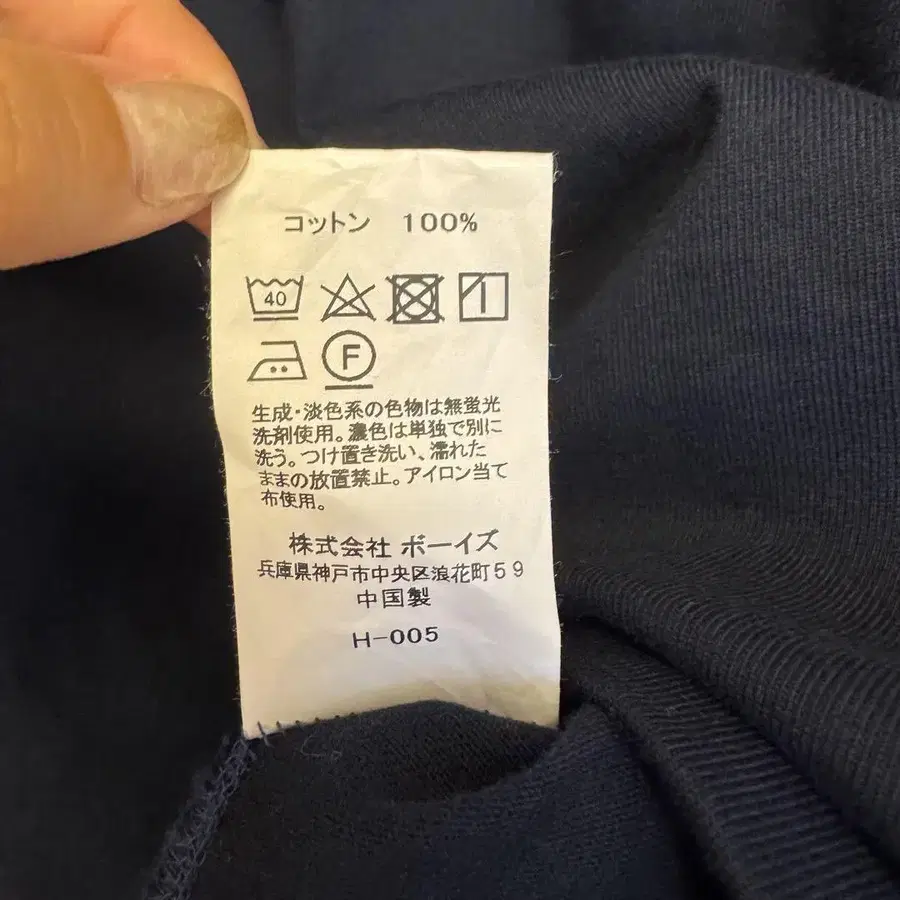 コットン 100%
40
F
生成・淡色系の色物は無蛍光
洗剤使用。濃色は単独で別に
洗う。つけ置き洗い、濡れた
ままの放置禁止。アイロン当て
布使用。
株式会社 ボーイズ
兵庫県神戸市中央区浪花町59
中国製
H-005